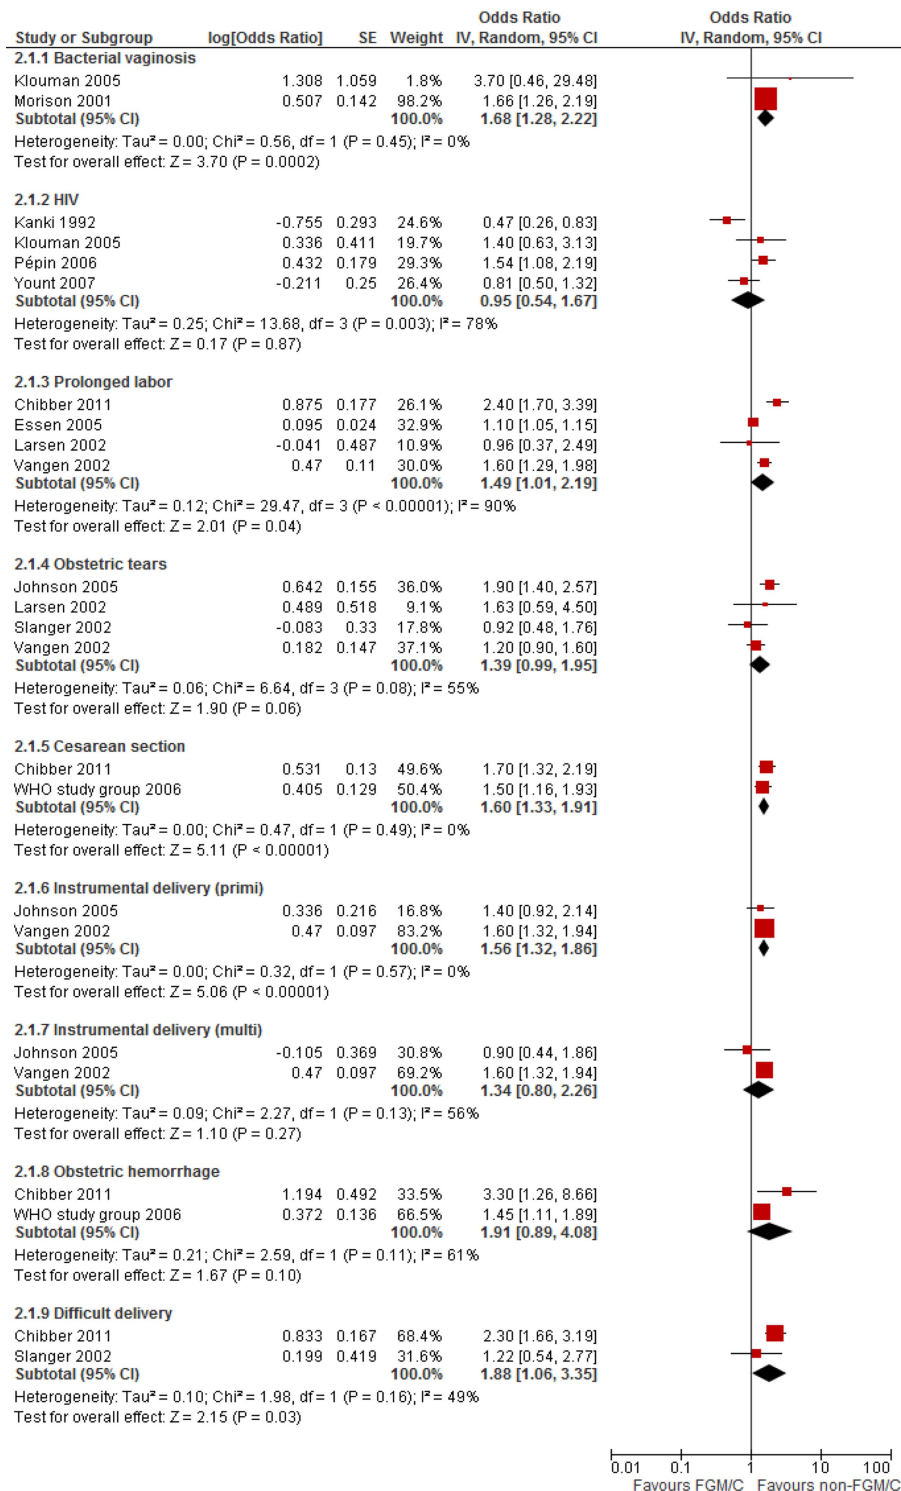 Odds Ratio Odds Ratio
Study or Subgroup log[Odds Ratio] SE Weight IV, Random, 95% CI IV, Random, 95% CI
2.1.1 Bacterial vaginosis
Klouman 2005 1.308 1.059 1.8% 3.70 [0.46, 29.48]
Morison 2001 0.507 0.142 98.2% 1.66 [1.26, 2.19]
Subtotal (95% CI) 100.0% 1.68 [1.28, 2.22]
Heterogeneity: Tau² = 0.00; Chi² = 0.56, df = 1 (P = 0.45); I² = 0%
Test for overall effect: Z = 3.70 (P = 0.0002)
2.1.2 HIV
Kanki 1992 -0.755 0.293 24.6% 0.47 [0.26, 0.83]
Klouman 2005 0.336 0.411 19.7% 1.40 [0.63, 3.13]
Pépin 2006 0.432 0.179 29.3% 1.54 [1.08, 2.19]
Yount 2007 -0.211 0.25 26.4% 0.81 [0.50, 1.32]
Subtotal (95% CI) 100.0% 0.95 [0.54, 1.67]
Heterogeneity: Tau² = 0.25; Chi² = 13.68, df = 3 (P = 0.003); I² = 78%
Test for overall effect: Z = 0.17 (P = 0.87)
2.1.3 Prolonged labor
Chibber 2011 0.875 0.177 26.1% 2.40 [1.70, 3.39]
Essen 2005 0.095 0.024 32.9% 1.10 [1.05, 1.15]
Larsen 2002 -0.041 0.487 10.9% 0.96 [0.37, 2.49]
Vangen 2002 0.47 0.11 30.0% 1.60 [1.29, 1.98]
Subtotal (95% CI) 100.0% 1.49 [1.01, 2.19]
Heterogeneity: Tau² = 0.12; Chi² = 29.47, df = 3 (P < 0.00001); I² = 90%
Test for overall effect: Z = 2.01 (P = 0.04)
2.1.4 Obstetric tears
Johnson 2005 0.642 0.155 36.0% 1.90 [1.40, 2.57]
Larsen 2002 0.489 0.518 9.1% 1.63 [0.59, 4.50]
Slanger 2002 -0.083 0.33 17.8% 0.92 [0.48, 1.76]
Vangen 2002 0.182 0.147 37.1% 1.20 [0.90, 1.60]
Subtotal (95% CI) 100.0% 1.39 [0.99, 1.95]
Heterogeneity: Tau² = 0.06; Chi² = 6.64, df = 3 (P = 0.08); I² = 55%
Test for overall effect: Z = 1.90 (P = 0.06)
2.1.5 Cesarean section
Chibber 2011 0.531 0.13 49.6% 1.70 [1.32, 2.19]
WHO study group 2006 0.405 0.129 50.4% 1.50 [1.16, 1.93]
Subtotal (95% CI) 100.0% 1.60 [1.33, 1.91]
Heterogeneity: Tau² = 0.00; Chi² = 0.47, df = 1 (P = 0.49); I² = 0%
Test for overall effect: Z = 5.11 (P < 0.00001)
2.1.6 Instrumental delivery (primi)
Johnson 2005 0.336 0.216 16.8% 1.40 [0.92, 2.14]
Vangen 2002 0.47 0.097 83.2% 1.60 [1.32, 1.94]
Subtotal (95% CI) 100.0% 1.56 [1.32, 1.86]
Heterogeneity: Tau² = 0.00; Chi² = 0.32, df = 1 (P = 0.57); I² = 0%
Test for overall effect: Z = 5.06 (P < 0.00001)
2.1.7 Instrumental delivery (multi)
Johnson 2005 -0.105 0.369 30.8% 0.90 [0.44, 1.86]
Vangen 2002 0.47 0.097 69.2% 1.60 [1.32, 1.94]
Subtotal (95% CI) 100.0% 1.34 [0.80, 2.26]
Heterogeneity: Tau² = 0.09; Chi² = 2.27, df = 1 (P = 0.13); I² = 56%
Test for overall effect: Z = 1.10 (P = 0.27)
2.1.8 Obstetric hemorrhage
Chibber 2011 1.194 0.492 33.5% 3.30 [1.26, 8.66]
WHO study group 2006 0.372 0.136 66.5% 1.45 [1.11, 1.89]
Subtotal (95% CI) 100.0% 1.91 [0.89, 4.08]
Heterogeneity: Tau² = 0.21; Chi² = 2.59, df = 1 (P = 0.11); I² = 61%
Test for overall effect: Z = 1.67 (P = 0.10)
2.1.9 Difficult delivery
Chibber 2011 0.833 0.167 68.4% 2.30 [1.66, 3.19]
Slanger 2002 0.199 0.419 31.6% 1.22 [0.54, 2.77]
Subtotal (95% CI) 100.0% 1.88 [1.06, 3.35]
Heterogeneity: Tau² = 0.10; Chi² = 1.98, df = 1 (P = 0.16); I² = 49%
Test for overall effect: Z = 2.15 (P = 0.03)
0.01 0.1 1 10 100
Favours FGM/C Favours non-FGM/C